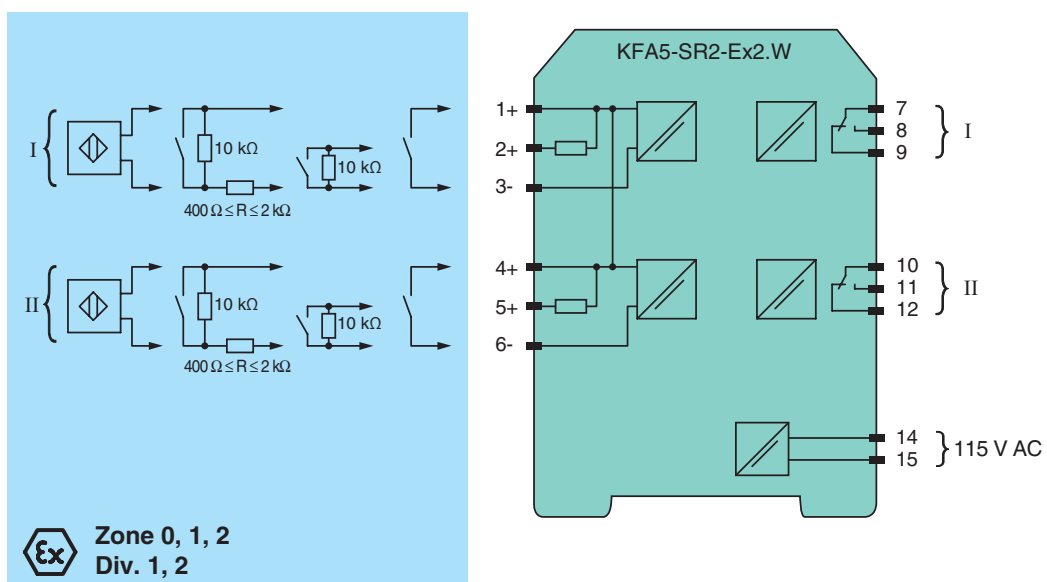 KFA5-SR2-Ex2.W
I
10 kΩ
10 kΩ
400 Ω ≤ R ≤ 2 kΩ
1+
2+
3-
7
8
9
I
II
10 kΩ
10 kΩ
400 Ω ≤ R ≤ 2 kΩ
4+
5+
6-
10
11
12
II
14
15
115 V AC
Ex
Zone 0, 1, 2
Div. 1, 2